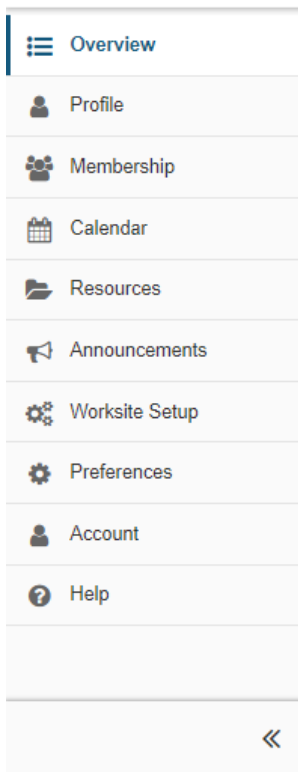 Overview
Profile
Membership
Calendar
Resources
Announcements
Worksite Setup
Preferences
Account
Help